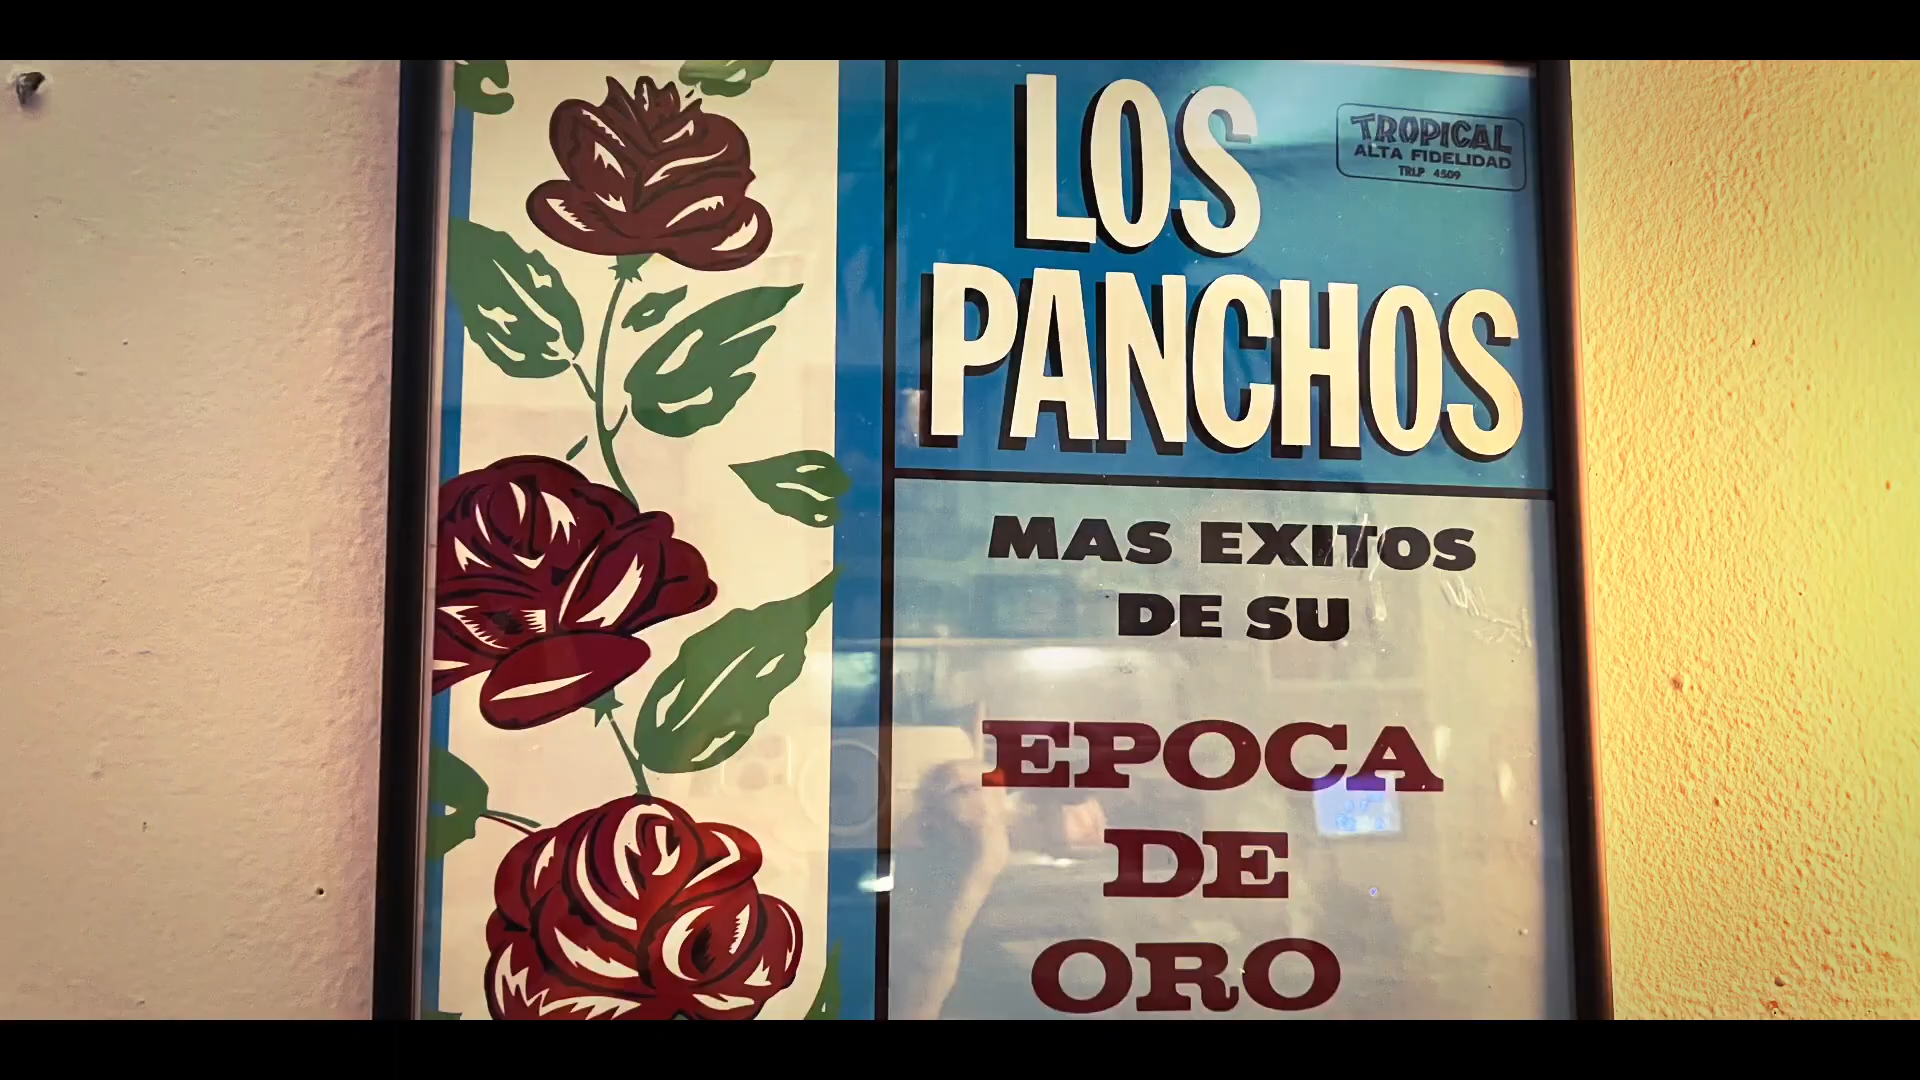 LOS
PANCHOS
TROPICAL
ALTA FIDELIDAD
TRLP 4509
MAS EXITOS
DE SU
EPOCA
DE
ORO